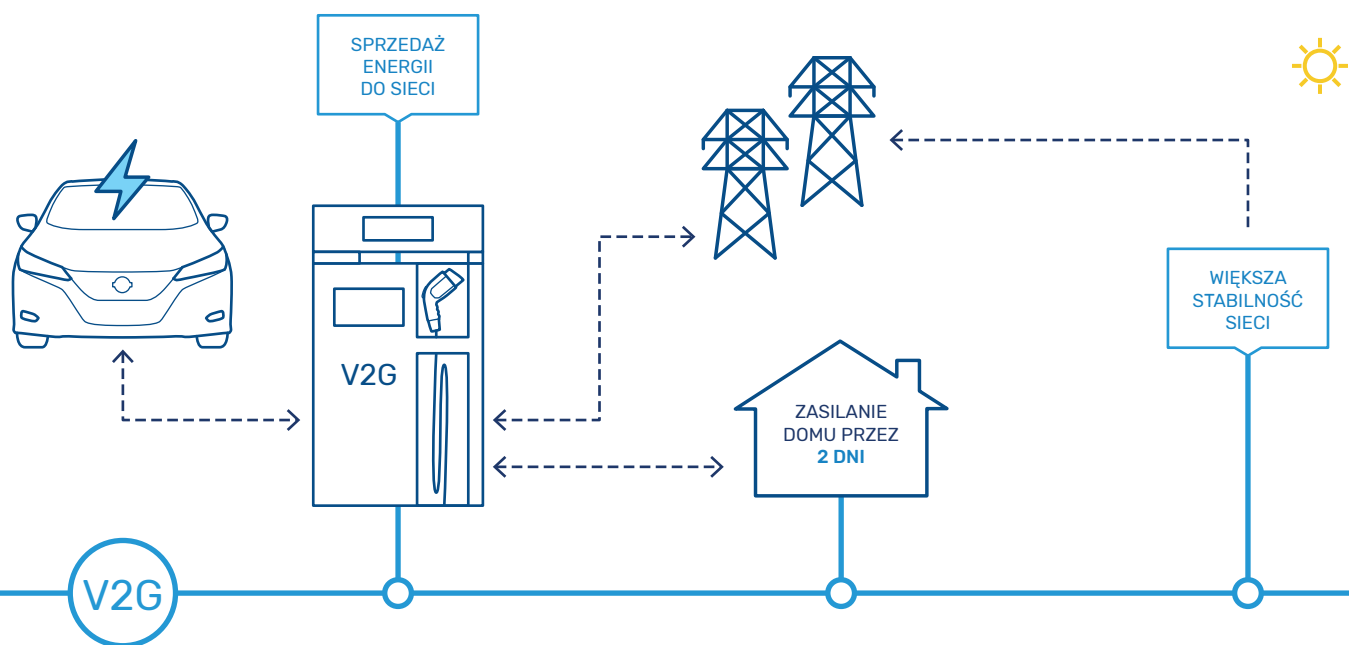 SPRZEDAŻ
ENERGII
DO SIECI
WIĘKSZA
STABILNOŚĆ
SIECI
V2G
ZASILANIE
DOMU PRZEZ
2 DNI
V2G